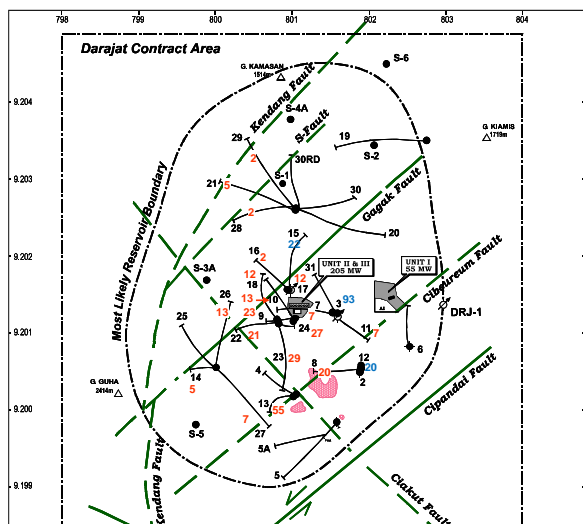 798 799 800 801 802 803 804
Darajat Contract Area
S-6
G. KAMASAN
1814m
Kendang Fault
9.204
S-4A
S-Fault
G. KIAMIS
1719m
29
19
S-2
2
30RD
9.203
21
5
S-1
30
Gagak Fault
2
28
20
15
22
9.202
16
2
UNIT II & III
205 MW
UNIT I
55 MW
Cibeureum Fault
Most Likely Reservoir Boundary
S-3A
12
18
12
17
31
13
26
10
7
3
93
DRJ-1
13
23
9
7
9.201
25
22
21
24
27
11
7
6
23
29
8
12
14
4
20
20
2
5
G. GUHA
2414m
13
55
9.200
7
27
S-5
5A
Cipandai Fault
5
9.199
Kendang Fault
Ciakut Fault